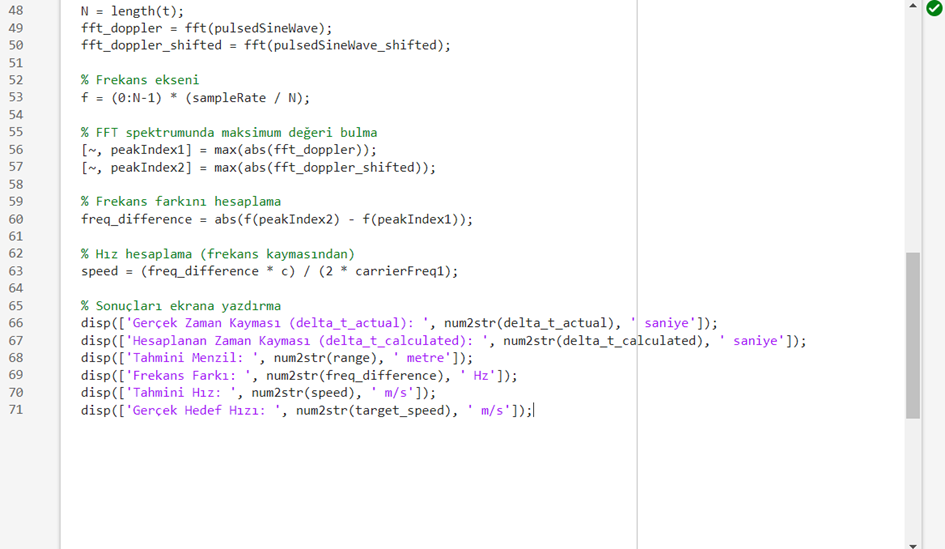 48 N = length(t);
49 fft_doppler = fft(pulsedSineWave);
50 fft_doppler_shifted = fft(pulsedSineWave_shifted);
51
52 % Frekans ekseni
53 f = (0:N-1) * (sampleRate / N);
54
55 % FFT spektrumunda maksimum değeri bulma
56 [~, peakIndex1] = max(abs(fft_doppler));
57 [~, peakIndex2] = max(abs(fft_doppler_shifted));
58
59 % Frekans farkını hesaplama
60 freq_difference = abs(f(peakIndex2) - f(peakIndex1));
61
62 % Hız hesaplama (frekans kaymasından)
63 speed = (freq_difference * c) / (2 * carrierFreq1);
64
65 % Sonuçları ekrana yazdırma
66 disp(['Gerçek Zaman Kayması (delta_t_actual): ', num2str(delta_t_actual), ' saniye']);
67 disp(['Hesaplanan Zaman Kayması (delta_t_calculated): ', num2str(delta_t_calculated), ' saniye']);
68 disp(['Tahmini Menzil: ', num2str(range), ' metre']);
69 disp(['Frekans Farkı: ', num2str(freq_difference), ' Hz']);
70 disp(['Tahmini Hız: ', num2str(speed), ' m/s']);
71 disp(['Gerçek Hedef Hızı: ', num2str(target_speed), ' m/s']);